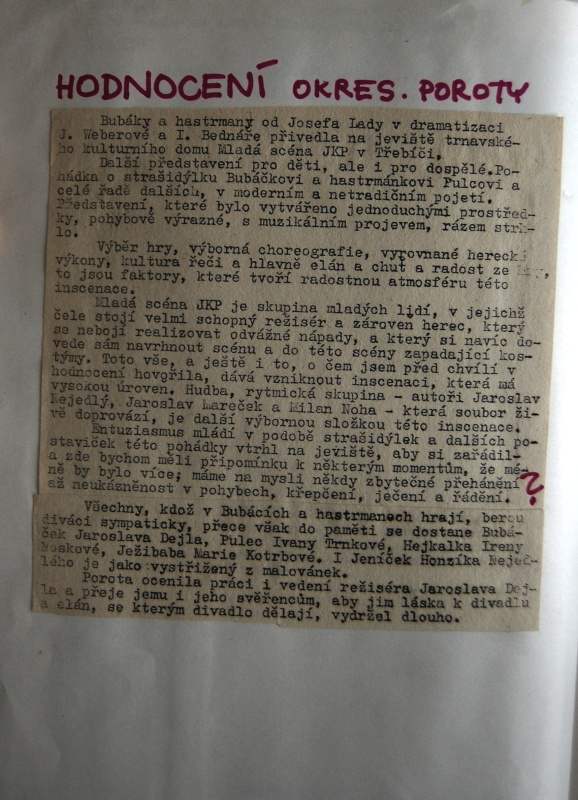 HODNOCENÍ OKRES. POROTY
Bubáky a hastrmany od Josefa Lady v dramatizaci
J. Weberové a I. Bednáře přivedla na jeviště trnavské-
ho kulturního domu Mladá scéna JKP v Třebíči.
Další představení pro děti, ale i pro dospělé. Po-
hádka o strašidýlku Bubáčkovi a hastrmánkovi Pulcovi a
celé řadě dalších, v moderním a netradičním pojetí.
Představení, které bylo vytvářeno jednoduchými prostřed-
ky, pohybově výrazné, s muzikálním projevem, rázem strh-
lo.
Výběr hry, výborná choreografie, vyrovnané herecké
výkony, kultura řeči a hlavně elán a chuť a radost ze
to jsou faktory, které tvoří radostnou atmosféru této
inscenace.
Mladá scéna JKP je skupina mladých lidí, v jejichž
čele stojí velmi schopný režisér a zároven herec, který
se nebojí realizovat odvážné nápady, a který si navíc do-
vede sám navrhnout scénu a do této scény zapadající kos-
týmy. Toto vše, a ještě i to, o čem jsem před chvílí v
hodnocení hovořila, dává vzniknout inscenaci, která má
vysokou úroven. Hudba, rytmická skupina - autoři Jaroslav
Nejedlý, Jaroslav Mareček a Milan Noha - která soubor ži-
vě doprovází, je další výbornou složkou této inscenace.
Entuziasmus mládí v podobě strašidýlek a dalších po-
staviček této pohádky vtrhl na jeviště, aby si zařádil-
a zde bychom měli připomínku k některým momentům, že mé-
ně by bylo více; máme na mysli někdy zbytečné přehánění
až neukázněnost v pohybech, křepčení, ječení a řádění. ?
Všechny, kdož v Bubácích a hastrmanech hrají, berou
diváci sympaticky, přece však do paměti se dostane Bubá-
ček Jaroslava Dejla, Pulec Ivany Trnkové, Hejkalka Ireny
Ježibaba Marie Kotrbové. I Jeníček Honzíka Nejed-
lého je jako vystřižený z malovánek.
Porota ocenila práci i vedení režiséra Jaroslava Dej-
la a přeje jemu i jeho svěřencům, aby jim láska k divadlu
a elán, se kterým divadlo dělají, vydržel dlouho.